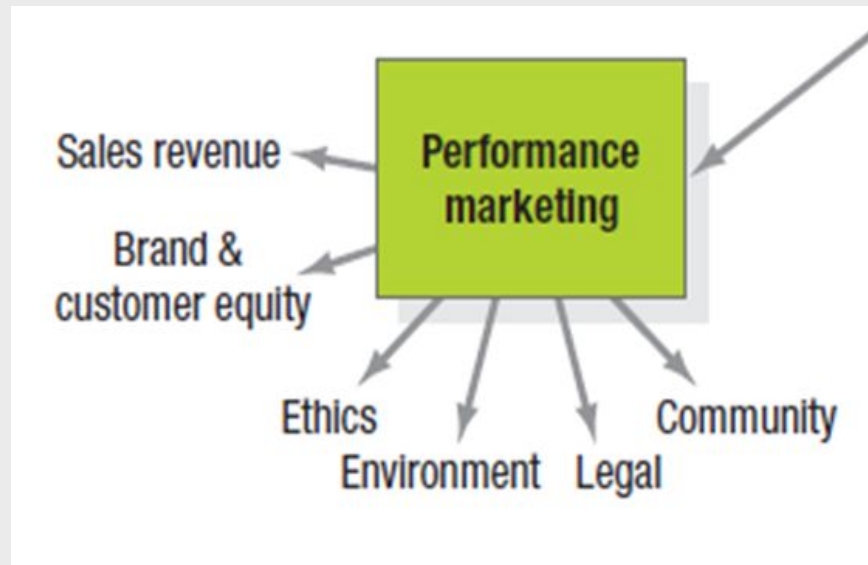 Sales revenue
Performance
marketing
Brand &
customer equity
Ethics
Community
Environment
Legal